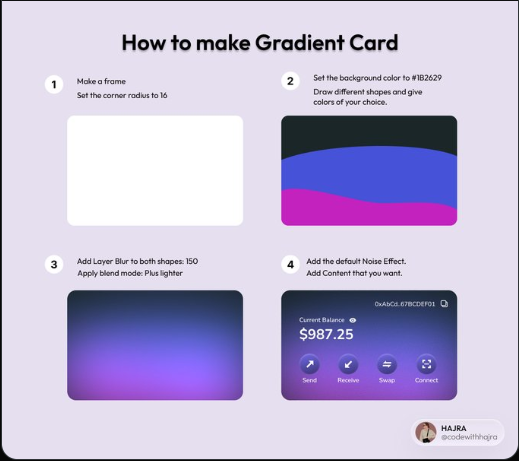 How to make Gradient Card
1
Make a frame
Set the corner radius to 16
2
Set the background color to #1B2629
Draw different shapes and give
colors of your choice.
3
Add Layer Blur to both shapes: 150
Apply blend mode: Plus lighter
4
Add the default Noise Effect.
Add Content that you want.
0xAbCd...67BCDEF01
Current Balance
$987.25
Send Receive Swap Connect
HAJRA
@codewithhajra